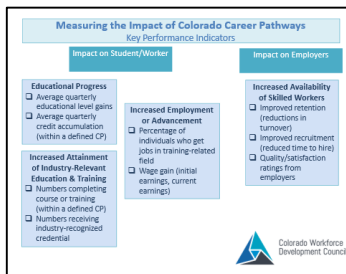 Measuring the Impact of Colorado Career Pathways
Key Performance Indicators
Impact on Student/Worker
Impact on Employers
Educational Progress
❑ Average quarterly
educational level gains
❑ Average quarterly
credit accumulation
(within a defined CP)
Increased Attainment
of Industry-Relevant
Education & Training
❑ Numbers completing
course or training
(within a defined CP)
❑ Numbers receiving
industry-recognized
credential
Increased Employment
or Advancement
❑ Percentage of
individuals who get
jobs in training-related
field
❑ Wage gain (initial
earnings, current
earnings)
Increased Availability
of Skilled Workers
❑ Improved retention
(reductions in
turnover)
❑ Improved recruitment
(reduced time to hire)
❑ Quality/satisfaction
ratings from
employers
Colorado Workforce
Development Council